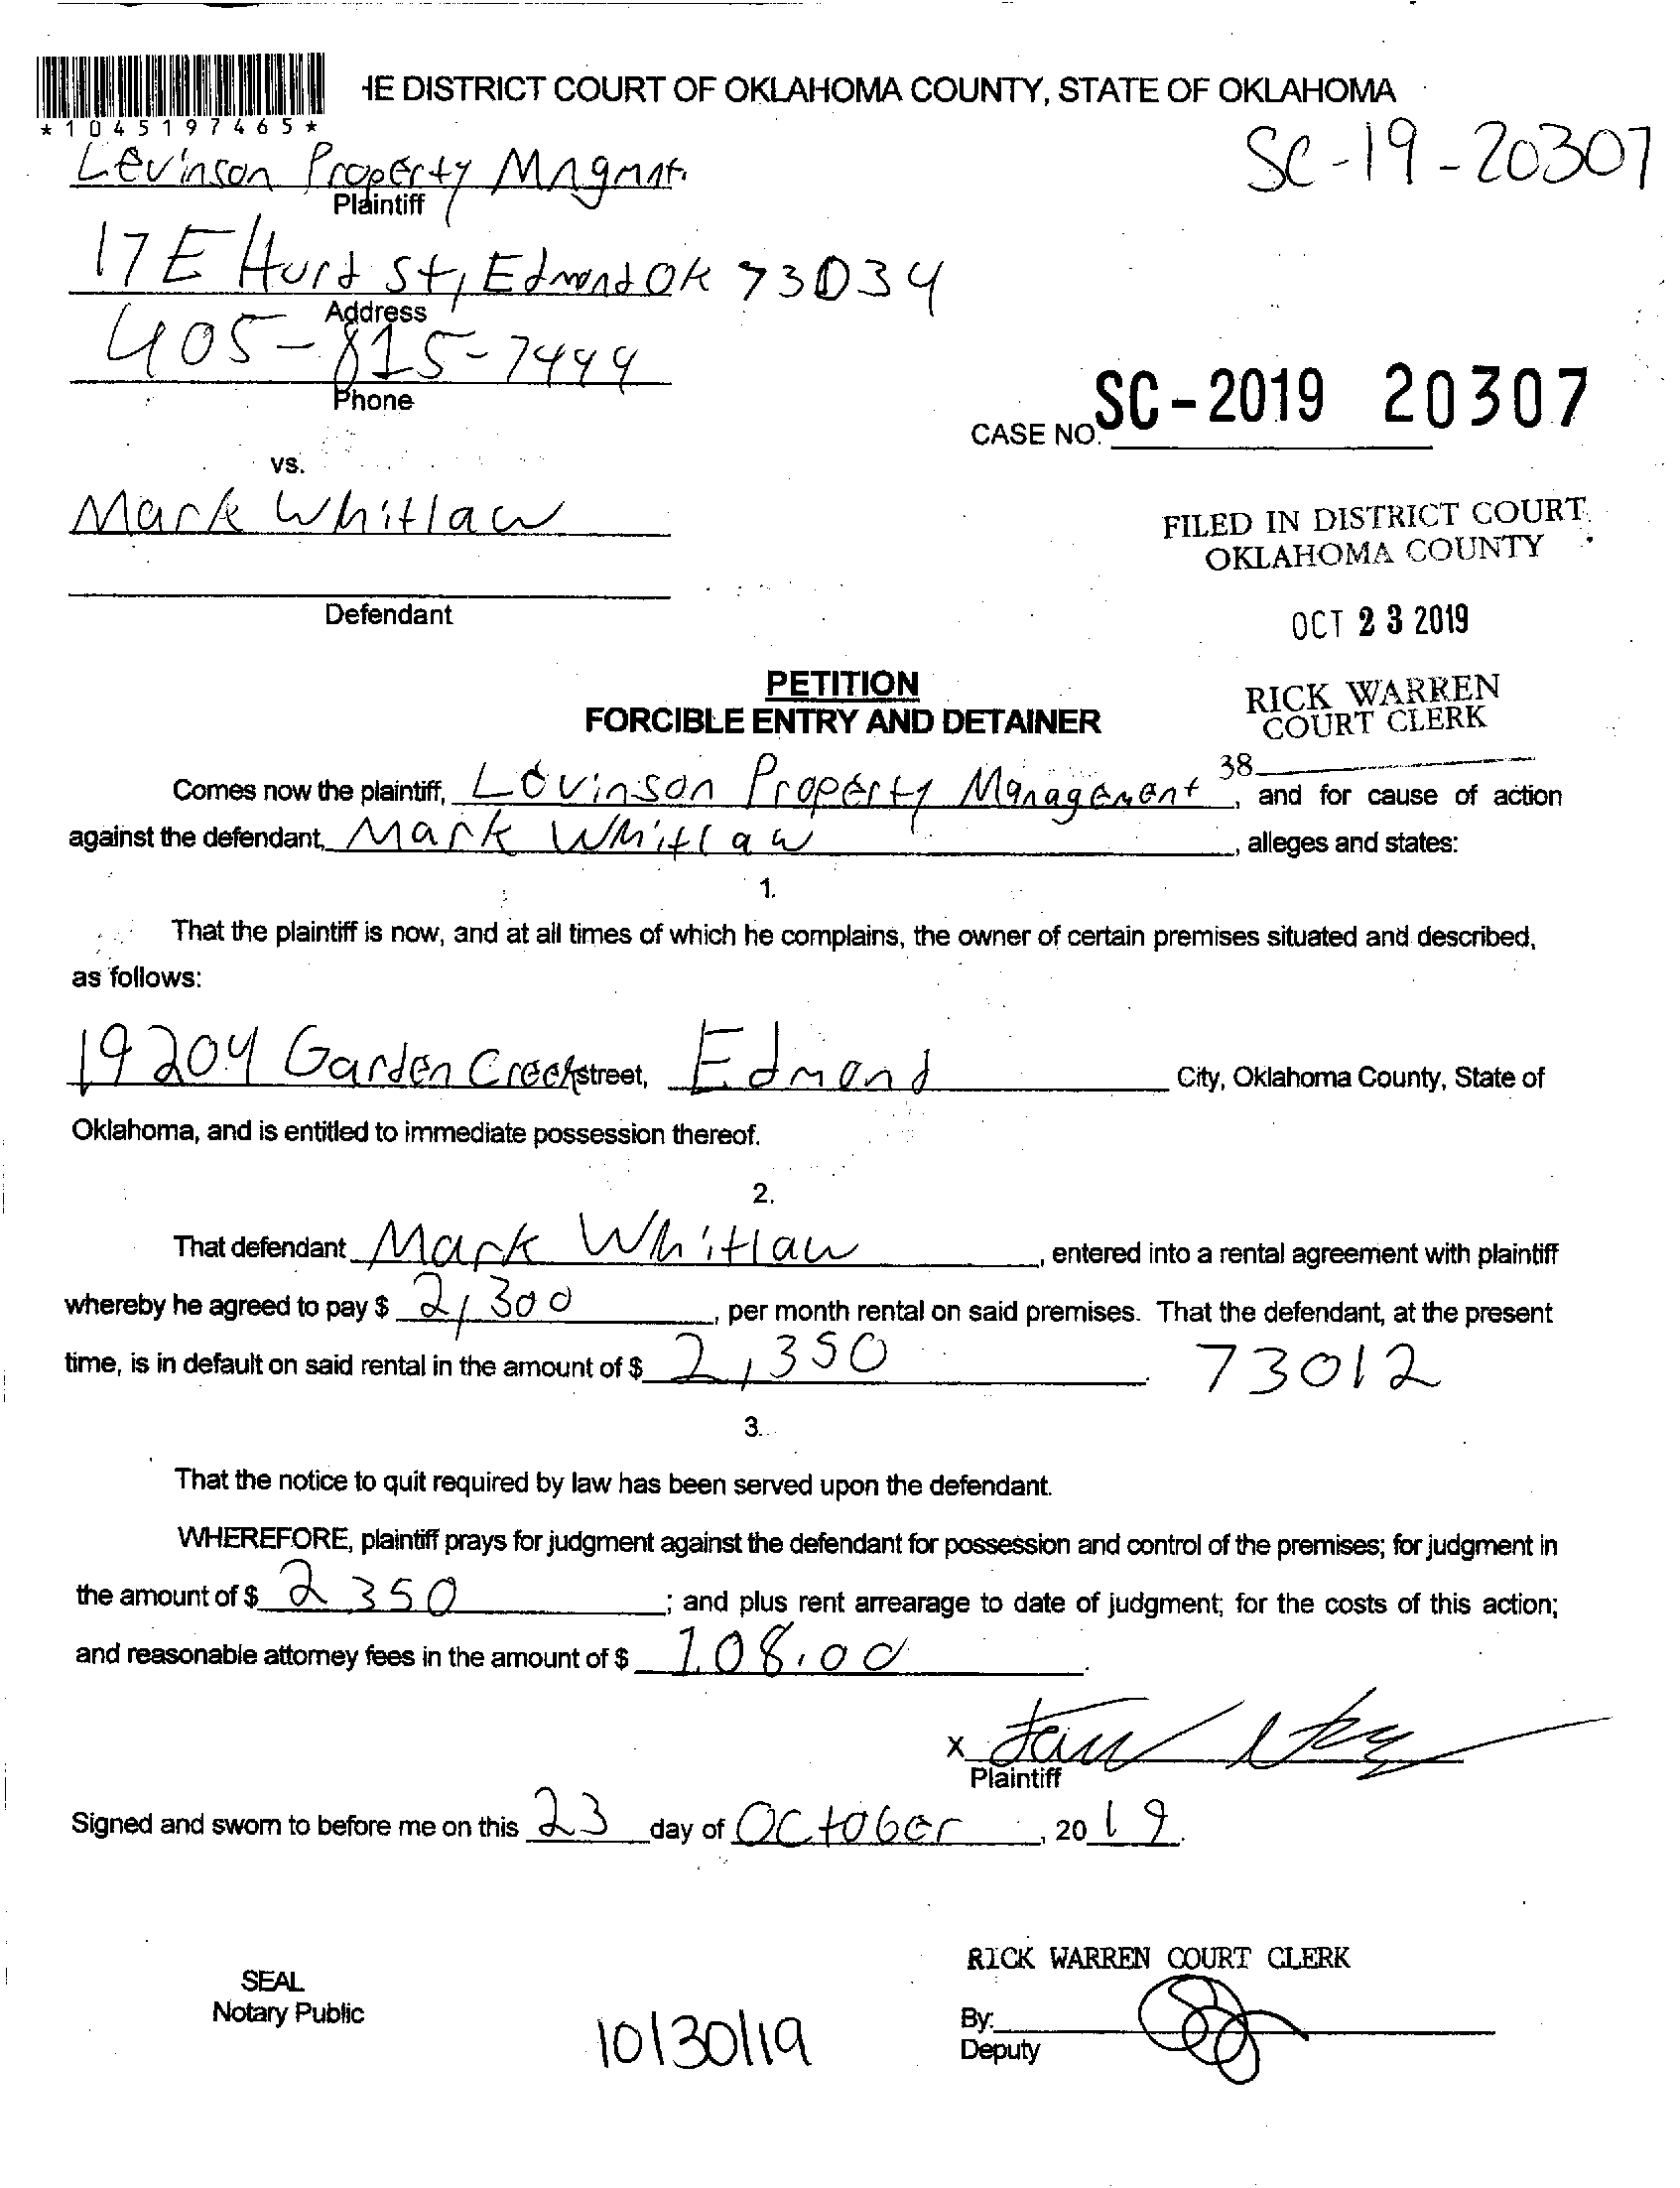 IE DISTRICT COURT OF OKLAHOMA COUNTY, STATE OF OKLAHOMA
*1045197465*
SC-19-20307
Levinson Property Mngmnt.
Plaintiff
17 E Hurd St, Edmond OK 73034
Address
405-815-7499
Phone
SC-2019 20307
CASE NO.
vs.
Mark Whitlaw
FILED IN DISTRICT COURT
OKLAHOMA COUNTY
Defendant
OCT 23 2019
PETITION
FORCIBLE ENTRY AND DETAINER
RICK WARREN
COURT CLERK
38
Comes now the plaintiff, Levinson Property Management, and for cause of action
against the defendant, Mark Whitlaw, alleges and states:
1.
That the plaintiff is now, and at all times of which he complains, the owner of certain premises situated and described,
as follows:
19204 Garden Creek street, Edmond City, Oklahoma County, State of
Oklahoma, and is entitled to immediate possession thereof.
2.
That defendant Mark Whitlaw, entered into a rental agreement with plaintiff
whereby he agreed to pay $ 2,300, per month rental on said premises. That the defendant, at the present
time, is in default on said rental in the amount of $ 2,350. 73012
3.
That the notice to quit required by law has been served upon the defendant.
WHEREFORE, plaintiff prays for judgment against the defendant for possession and control of the premises; for judgment in
the amount of $ 2350; and plus rent arrearage to date of judgment; for the costs of this action;
and reasonable attorney fees in the amount of $ 108.00.
x
Plaintiff
Signed and sworn to before me on this 23 day of October, 2019.
RICK WARREN COURT CLERK
SEAL
Notary Public
10/30/19
By:
Deputy